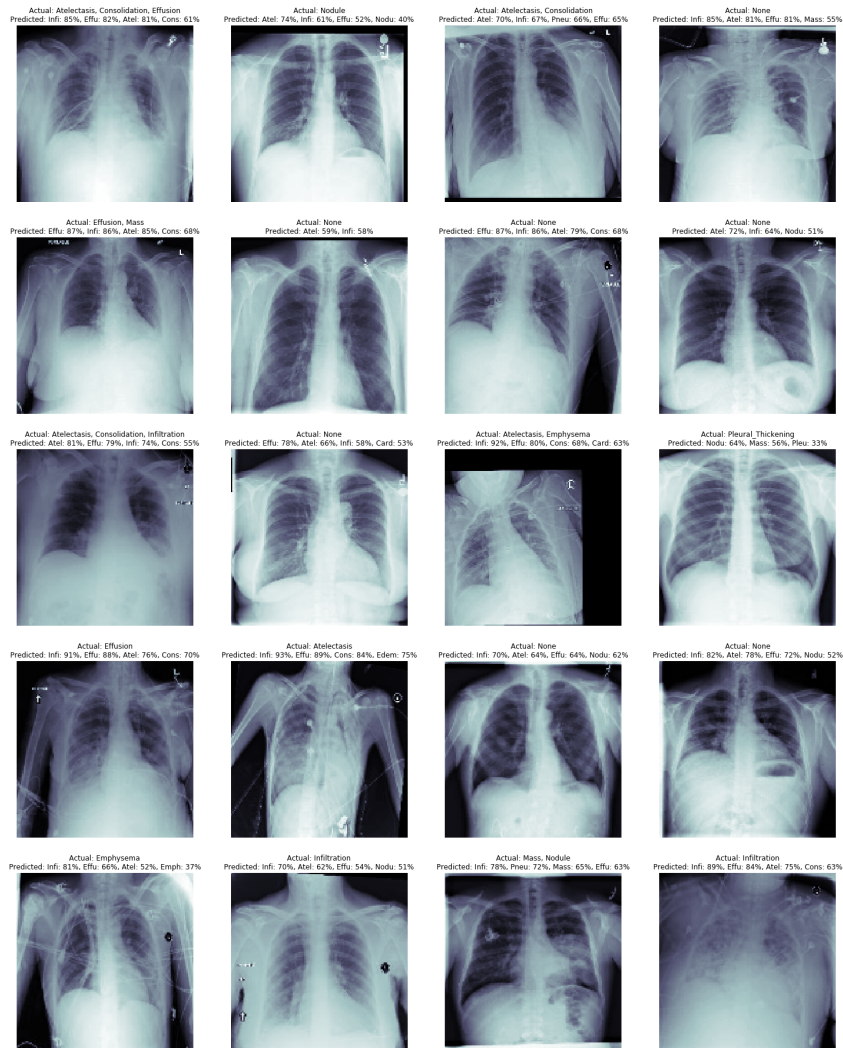 Actual: Atelectasis, Consolidation, Effusion
Predicted: Infi: 85%, Effu: 82%, Atel: 81%, Cons: 61%
Actual: Nodule
Predicted: Atel: 74%, Infi: 61%, Effu: 52%, Nodu: 40%
Actual: Atelectasis, Consolidation
Predicted: Atel: 70%, Infi: 67%, Pneu: 66%, Effu: 65%
Actual: None
Predicted: Infi: 85%, Atel: 81%, Effu: 81%, Mass: 55%
L
Actual: Effusion, Mass
Predicted: Effu: 87%, Infi: 86%, Atel: 85%, Cons: 68%
Actual: None
Predicted: Atel: 59%, Infi: 58%
Actual: None
Predicted: Effu: 87%, Infi: 86%, Atel: 79%, Cons: 68%
Actual: None
Predicted: Atel: 72%, Infi: 64%, Nodu: 51%
L
Actual: Atelectasis, Consolidation, Infiltration
Predicted: Atel: 81%, Effu: 79%, Infi: 74%, Cons: 55%
Actual: None
Predicted: Effu: 78%, Atel: 66%, Infi: 58%, Card: 53%
Actual: Atelectasis, Emphysema
Predicted: Infi: 92%, Effu: 80%, Cons: 68%, Card: 63%
Actual: Pleural_Thickening
Predicted: Nodu: 64%, Mass: 56%, Pleu: 33%
Actual: Effusion
Predicted: Infi: 91%, Effu: 88%, Atel: 76%, Cons: 70%
Actual: Atelectasis
Predicted: Infi: 93%, Effu: 89%, Cons: 84%, Edem: 75%
Actual: None
Predicted: Infi: 70%, Atel: 64%, Effu: 64%, Nodu: 62%
Actual: None
Predicted: Infi: 82%, Atel: 78%, Effu: 72%, Nodu: 52%
L
Actual: Emphysema
Predicted: Infi: 81%, Effu: 66%, Atel: 52%, Emph: 37%
Actual: Infiltration
Predicted: Infi: 70%, Atel: 62%, Effu: 54%, Nodu: 51%
Actual: Mass, Nodule
Predicted: Infi: 78%, Pneu: 72%, Mass: 65%, Effu: 63%
Actual: Infiltration
Predicted: Infi: 89%, Effu: 84%, Atel: 75%, Cons: 63%